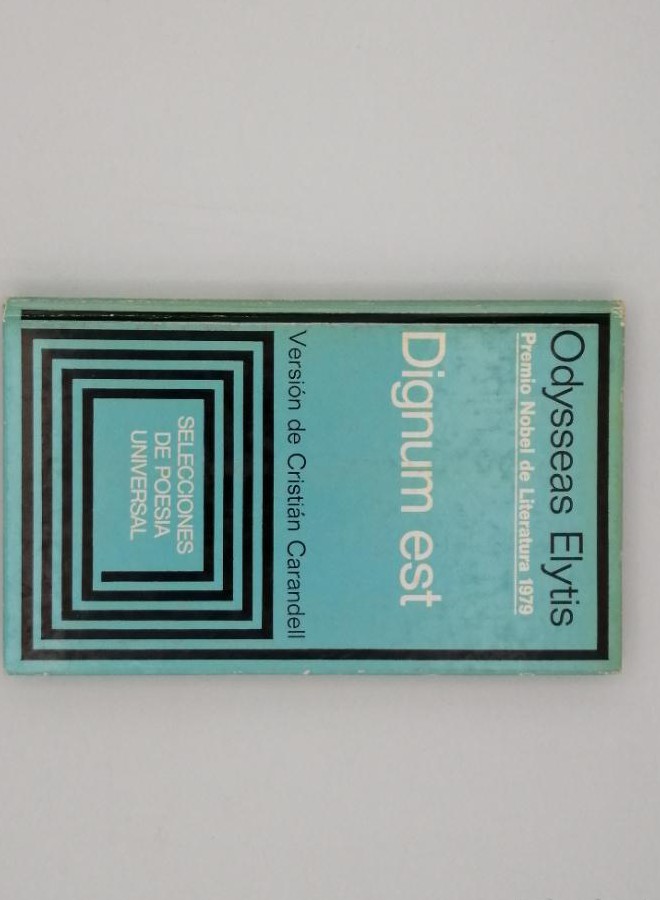 Odysseas Elytis
Premio Nobel de Literatura 1979
Dignum est
Versión de Cristián Carandell
SELECCIONES
DE POESIA
UNIVERSAL